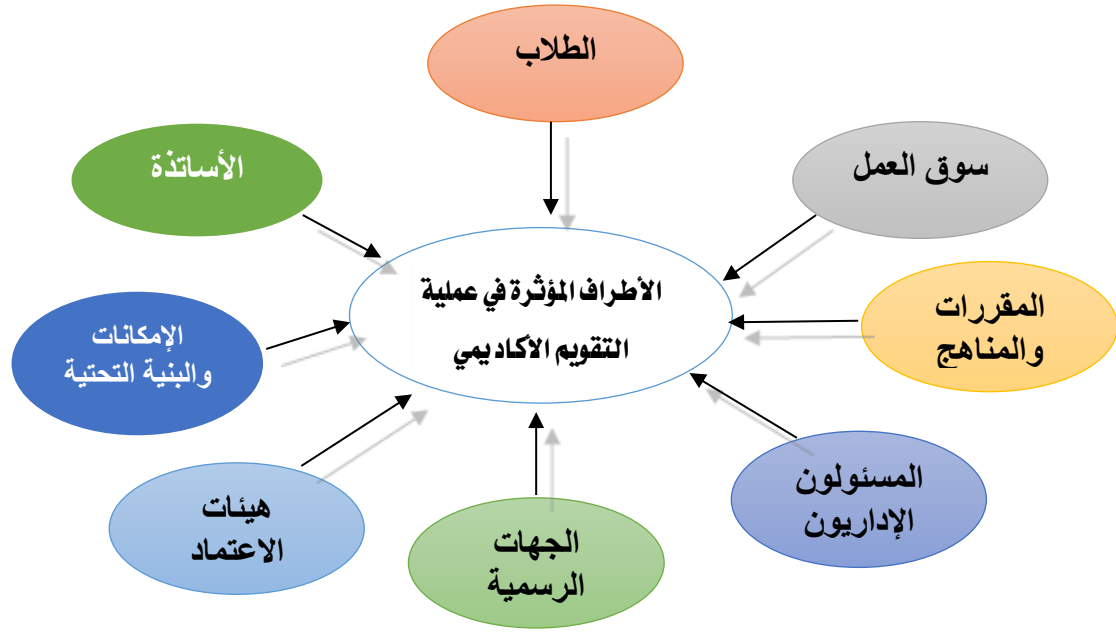 الطلاب
سوق العمل
الأساتذة
الأطراف المؤثرة في عملية
التقويم الاكاديمي
المقررات
والمناهج
الإمكانات
والبنية التحتية
المسئولون
الإداريون
هيئات
الاعتماد
الجهات
الرسمية